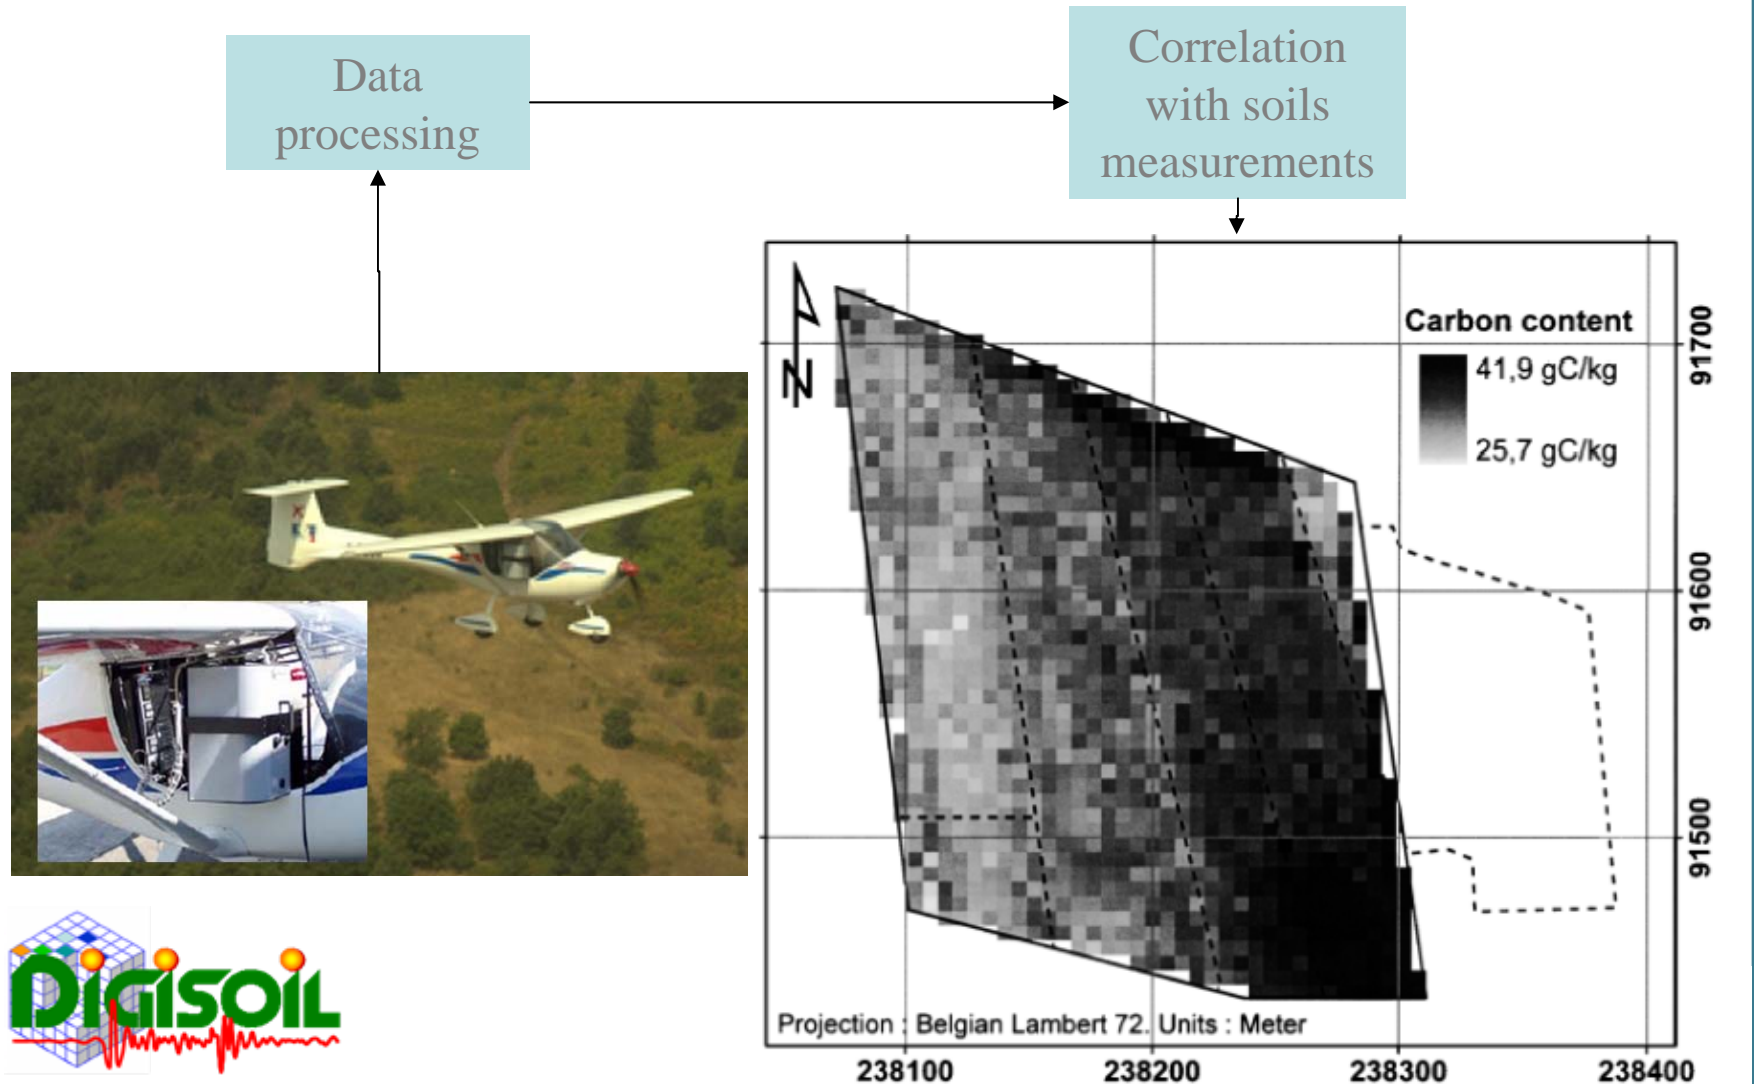 Data
processing
Correlation
with soils
measurements
N
Carbon content
41,9 gC/kg
25,7 gC/kg
91700
91600
91500
Projection : Belgian Lambert 72. Units : Meter
238100
238200
238300
238400
DIGISOIL